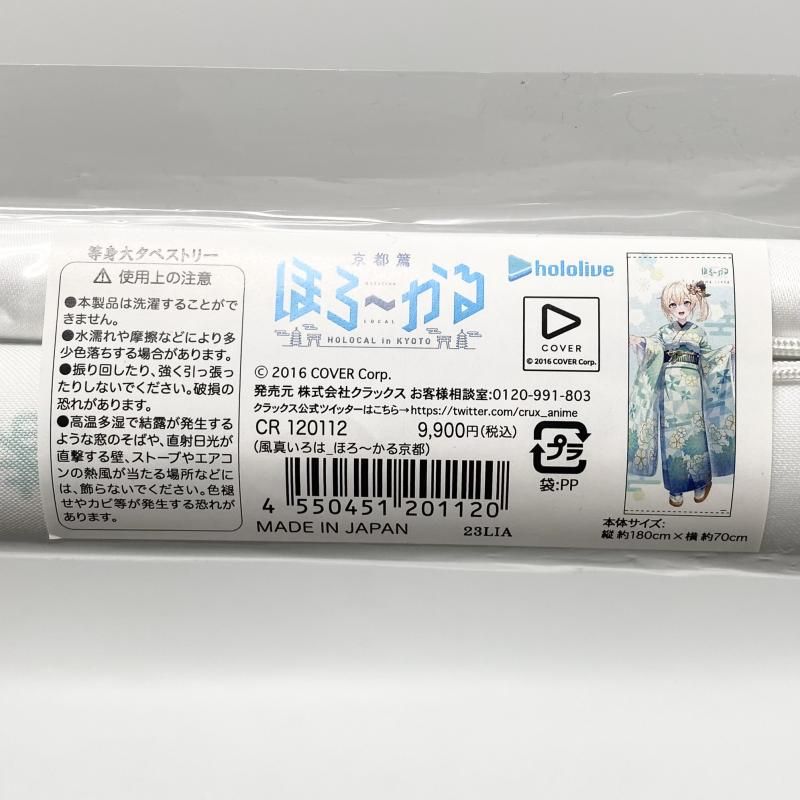 等身大タペストリー
⚠ 使用上の注意
●本製品は洗濯することがで
きません。
●水濡れや摩擦などにより多
少色落ちする場合があります。
●振り回したり、強く引っ張っ
たりしないでください。破損の
恐れがあります。
●高温多湿で結露が発生する
ような窓のそばや、直射日光が
直撃する壁、ストーブやエアコ
ンの熱風が当たる場所などに
は、飾らないでください。色褪
せやカビ等が発生する恐れが
あります。
京都篇
ほろ〜かる
HOLOLIVE
LOCAL
HOLOCAL in KYOTO
hololive
COVER
© 2016 COVER Corp.
© 2016 COVER Corp.
発売元 株式会社クラックス お客様相談室:0120-991-803
クラックス公式ツイッターはこちら→https://twitter.com/crux_anime
CR 120112 9,900円(税込)
(風真いろは_ほろ〜かる京都)
4 550451 201120
MADE IN JAPAN 23LIA
プラ
袋:PP
ほろ〜かる
本体サイズ:
縦 約180cm×横 約70cm